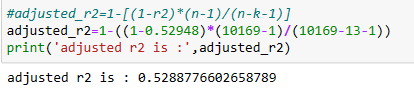 #adjusted_r2=1-[(1-r2)*(n-1)/(n-k-1)]
adjusted_r2=1-((1-0.52948)*(10169-1)/(10169-13-1))
print('adjusted r2 is :',adjusted_r2)
adjusted r2 is : 0.5288776602658789